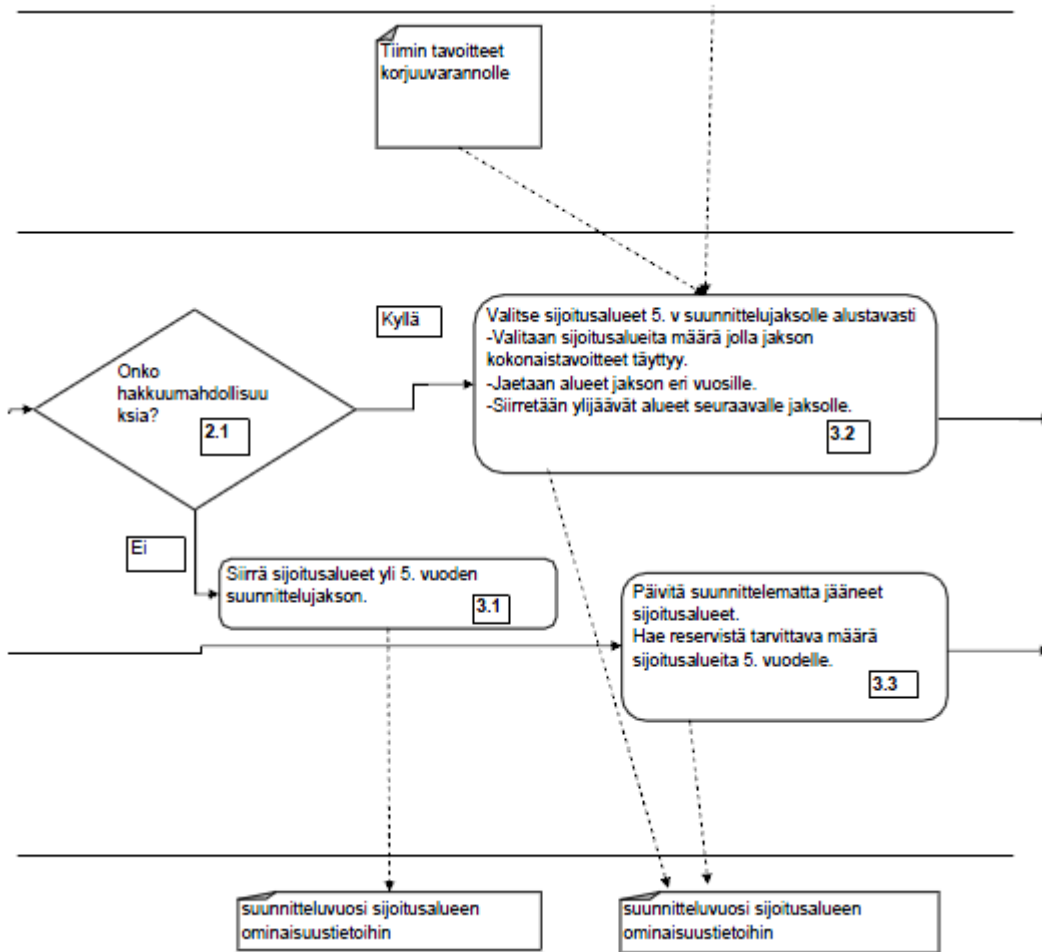 Tiimin tavoitteet
korjuuvarannolle
Kyllä
Valitse sijoitusalueet 5. v suunnittelujaksolle alustavasti
-Valitaan sijoitusalueita määrä jolla jakson
kokonaistavoitteet täyttyy.
-Jaetaan alueet jakson eri vuosille.
-Siirretään ylijäävät alueet seuraavalle jaksolle.
3.2
Onko
hakkuumahdollisuu
ksia?
2.1
Ei
Siirrä sijoitusalueet yli 5. vuoden
suunnittelujakson.
3.1
Päivitä suunnittelematta jääneet
sijoitusalueet.
Hae reservistä tarvittava määrä
sijoitusalueita 5. vuodelle.
3.3
suunnitteluvuosi sijoitusalueen
ominaisuustietoihin
suunnitteluvuosi sijoitusalueen
ominaisuustietoihin